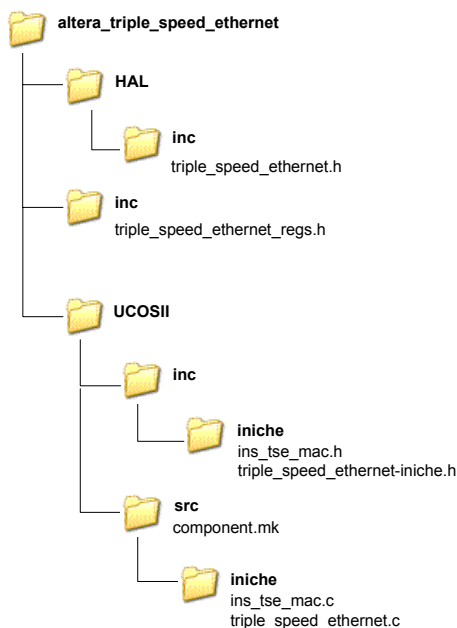 altera_triple_speed_ethernet
HAL
inc
triple_speed_ethernet.h
inc
triple_speed_ethernet_regs.h
UCOSII
inc
iniche
ins_tse_mac.h
triple_speed_ethernet-iniche.h
src
component.mk
iniche
ins_tse_mac.c
triple_speed_ethernet.c